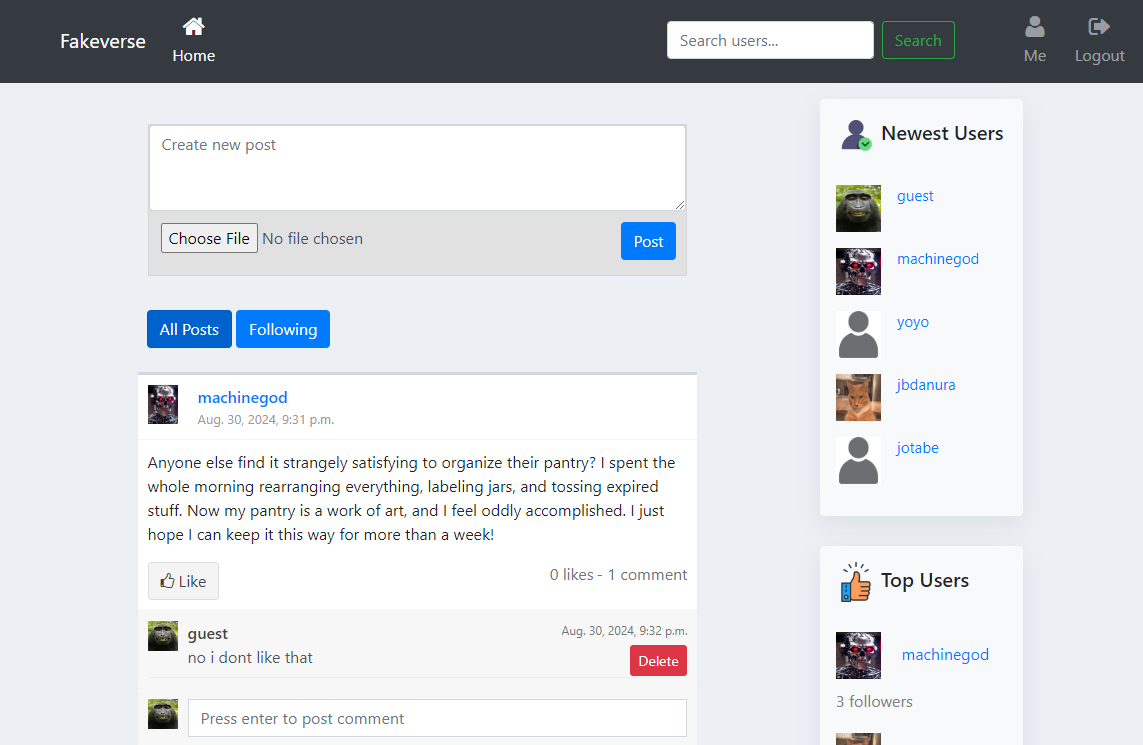 Fakeverse
Home
Search users...
Search
Me
Logout
Create new post
Choose File No file chosen
Post
All Posts
Following
machinegod
Aug. 30, 2024, 9:31 p.m.
Anyone else find it strangely satisfying to organize their pantry? I spent the
whole morning rearranging everything, labeling jars, and tossing expired
stuff. Now my pantry is a work of art, and I feel oddly accomplished. I just
hope I can keep it this way for more than a week!
Like
0 likes - 1 comment
guest
Aug. 30, 2024, 9:32 p.m.
no i dont like that
Delete
Press enter to post comment
Newest Users
guest
machinegod
yoyo
jbdanura
jotabe
Top Users
machinegod
3 followers